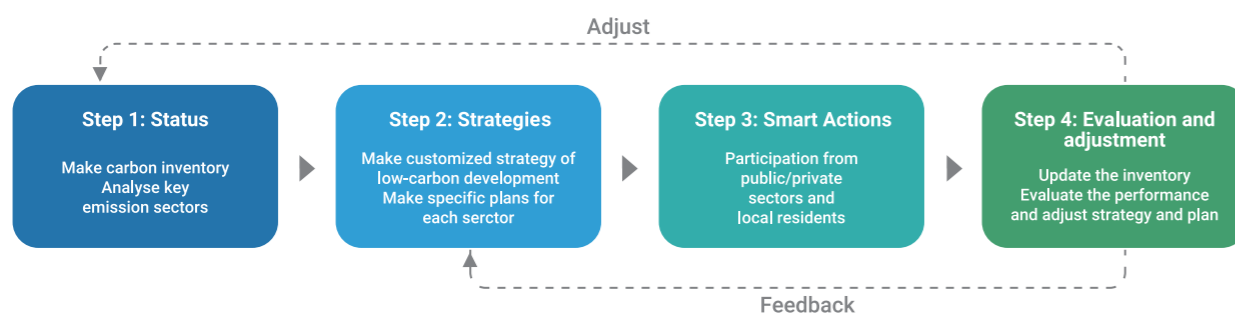 Adjust
Step 1: Status
Make carbon inventory
Analyse key
emission sectors
Step 2: Strategies
Make customized strategy of
low-carbon development
Make specific plans for
each serctor
Step 3: Smart Actions
Participation from
public/private
sectors and
local residents
Step 4: Evaluation and
adjustment
Update the inventory
Evaluate the performance
and adjust strategy and plan
Feedback